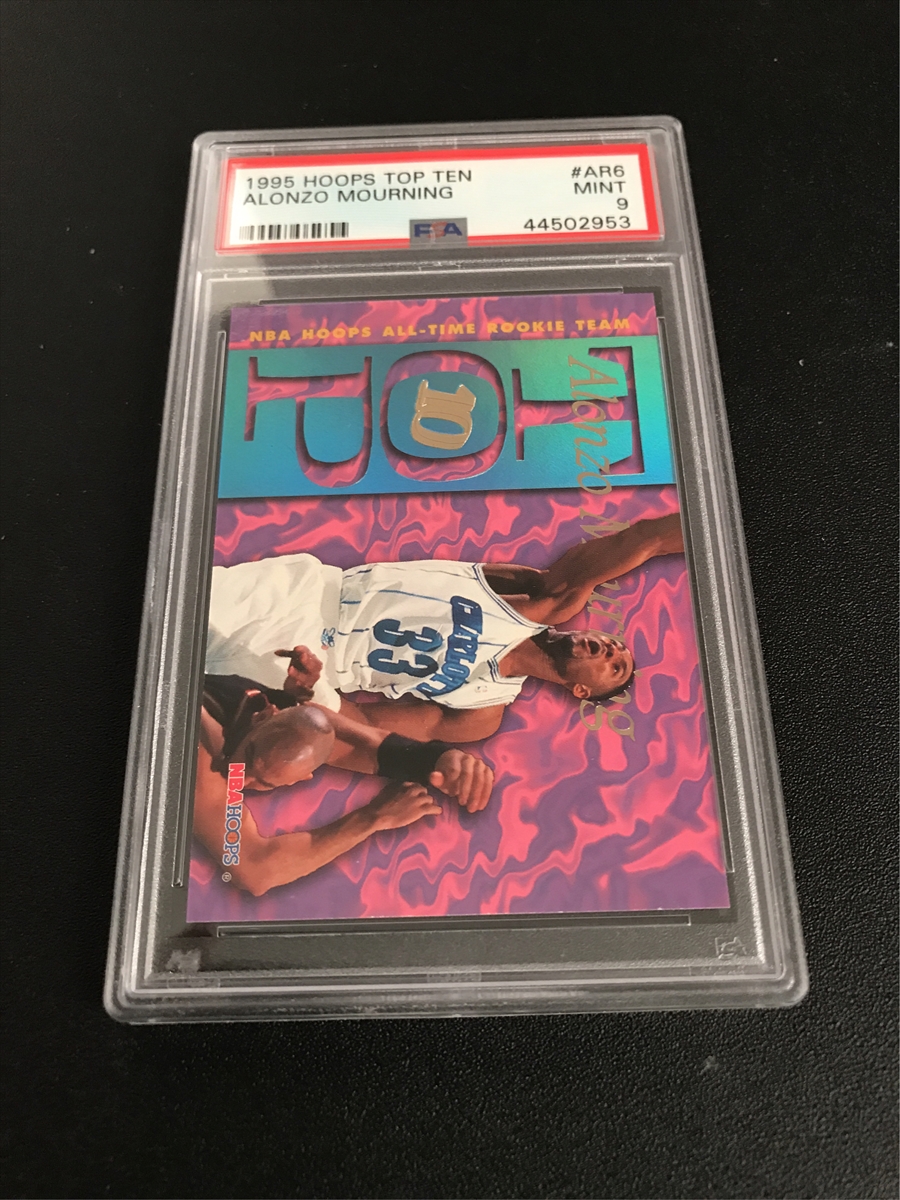 1995 HOOPS TOP TEN #AR6
ALONZO MOURNING MINT
9
PSA 44502953
NBA HOOPS ALL-TIME ROOKIE TEAM
TOP
10
Alonzo Mourning
CHARLOTTE
33
NBA HOOPS